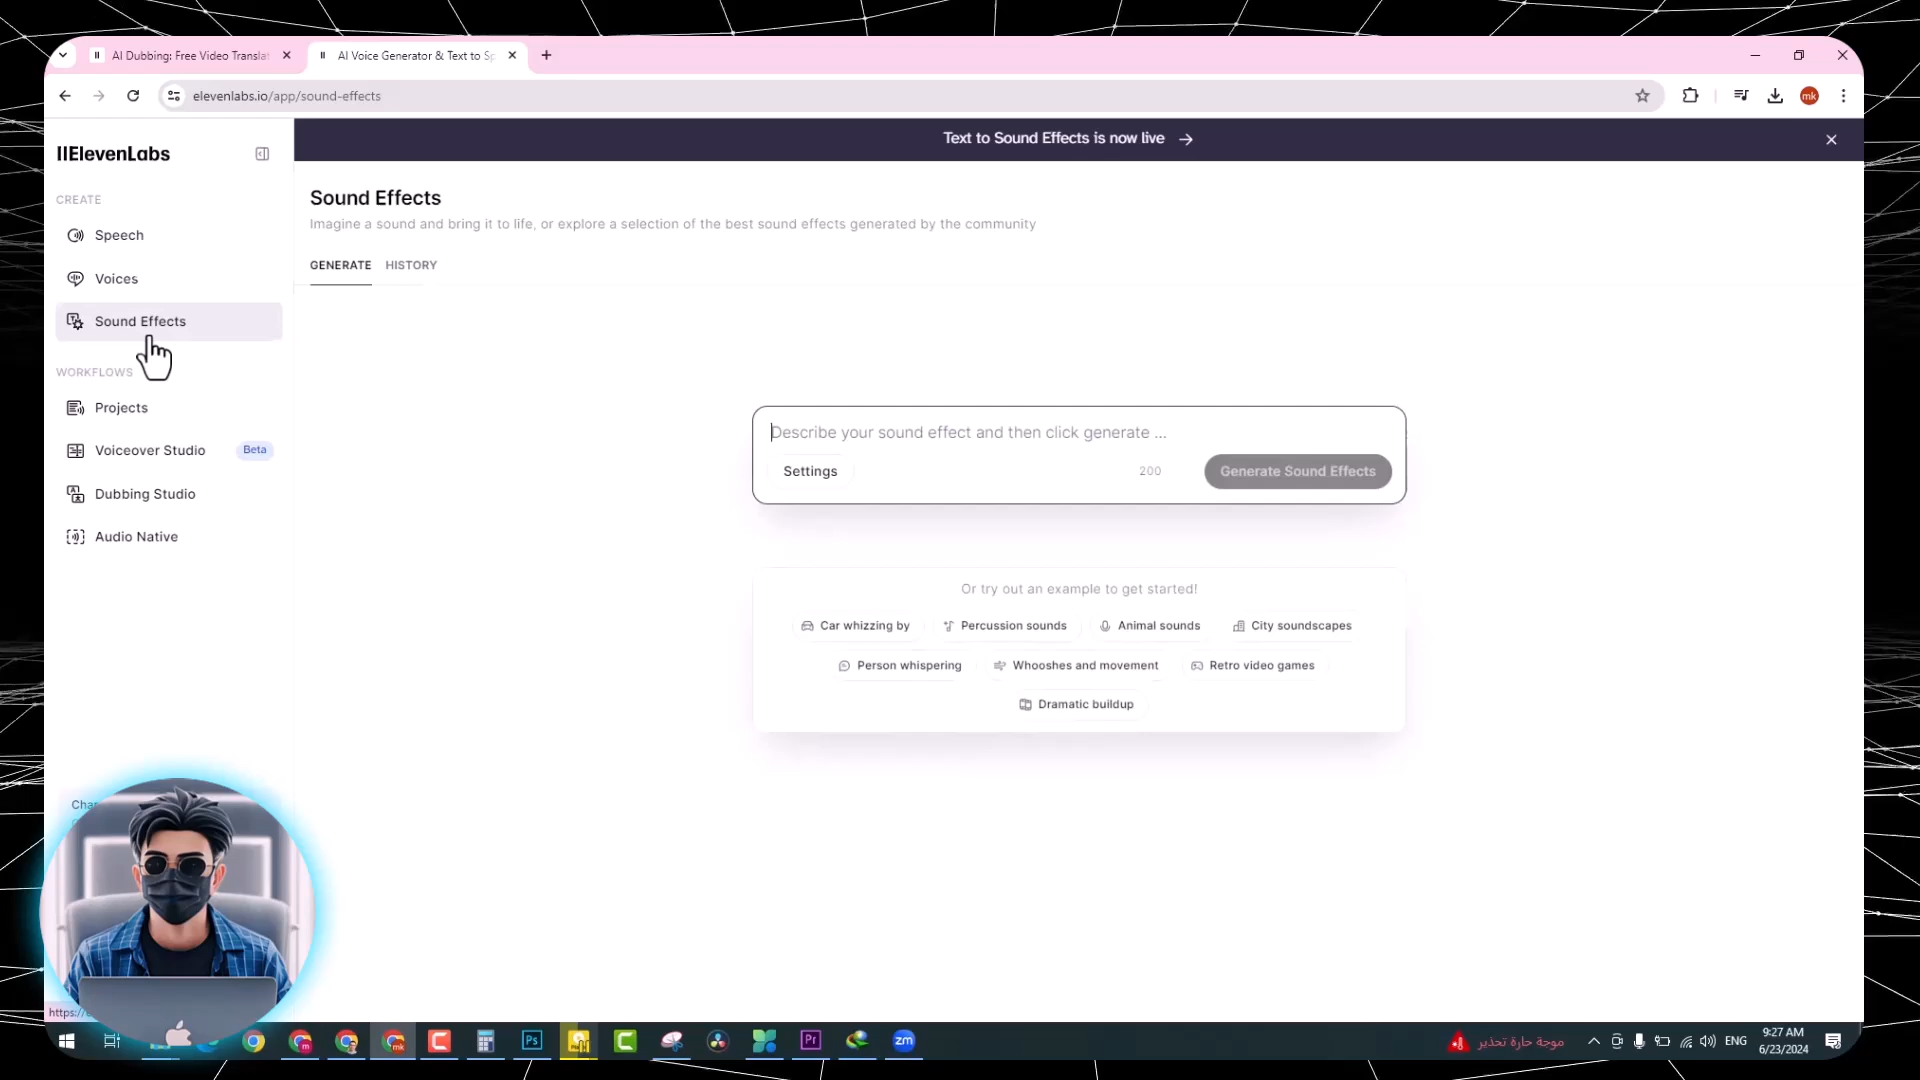 AI Dubbing: Free Video Translat
AI Voice Generator & Text to Sp
elevenlabs.io/app/sound-effects
mk
IIElevenLabs
Text to Sound Effects is now live
CREATE
Speech
Voices
Sound Effects
WORKFLOWS
Projects
Voiceover Studio Beta
Dubbing Studio
Audio Native
Sound Effects
Imagine a sound and bring it to life, or explore a selection of the best sound effects generated by the community
GENERATE HISTORY
Describe your sound effect and then click generate ...
Settings 200 Generate Sound Effects
Or try out an example to get started!
Car whizzing by Percussion sounds Animal sounds City soundscapes
Person whispering Whooshes and movement Retro video games
Dramatic buildup
https://
Ps
Pr
zm
موجة حارة تحذير
ENG
9:27 AM
6/23/2024